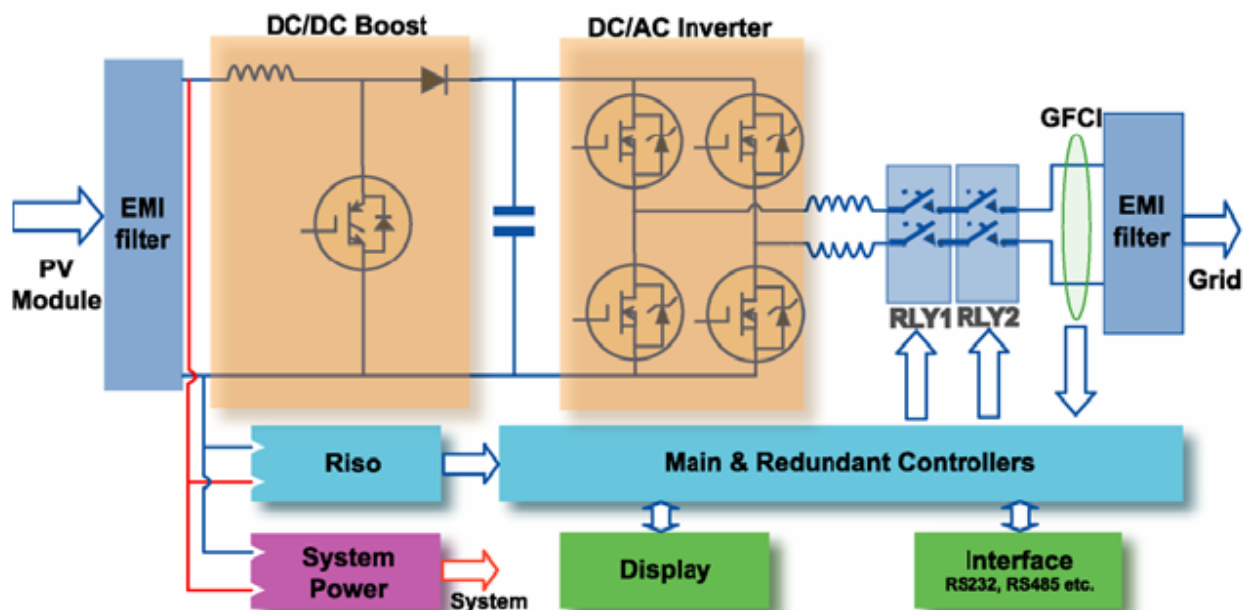 DC/DC Boost
DC/AC Inverter
GFCI
EMI
filter
PV
Module
EMI
filter
Grid
RLY1
RLY2
Riso
Main & Redundant Controllers
System
Power
System
Display
Interface
RS232, RS485 etc.